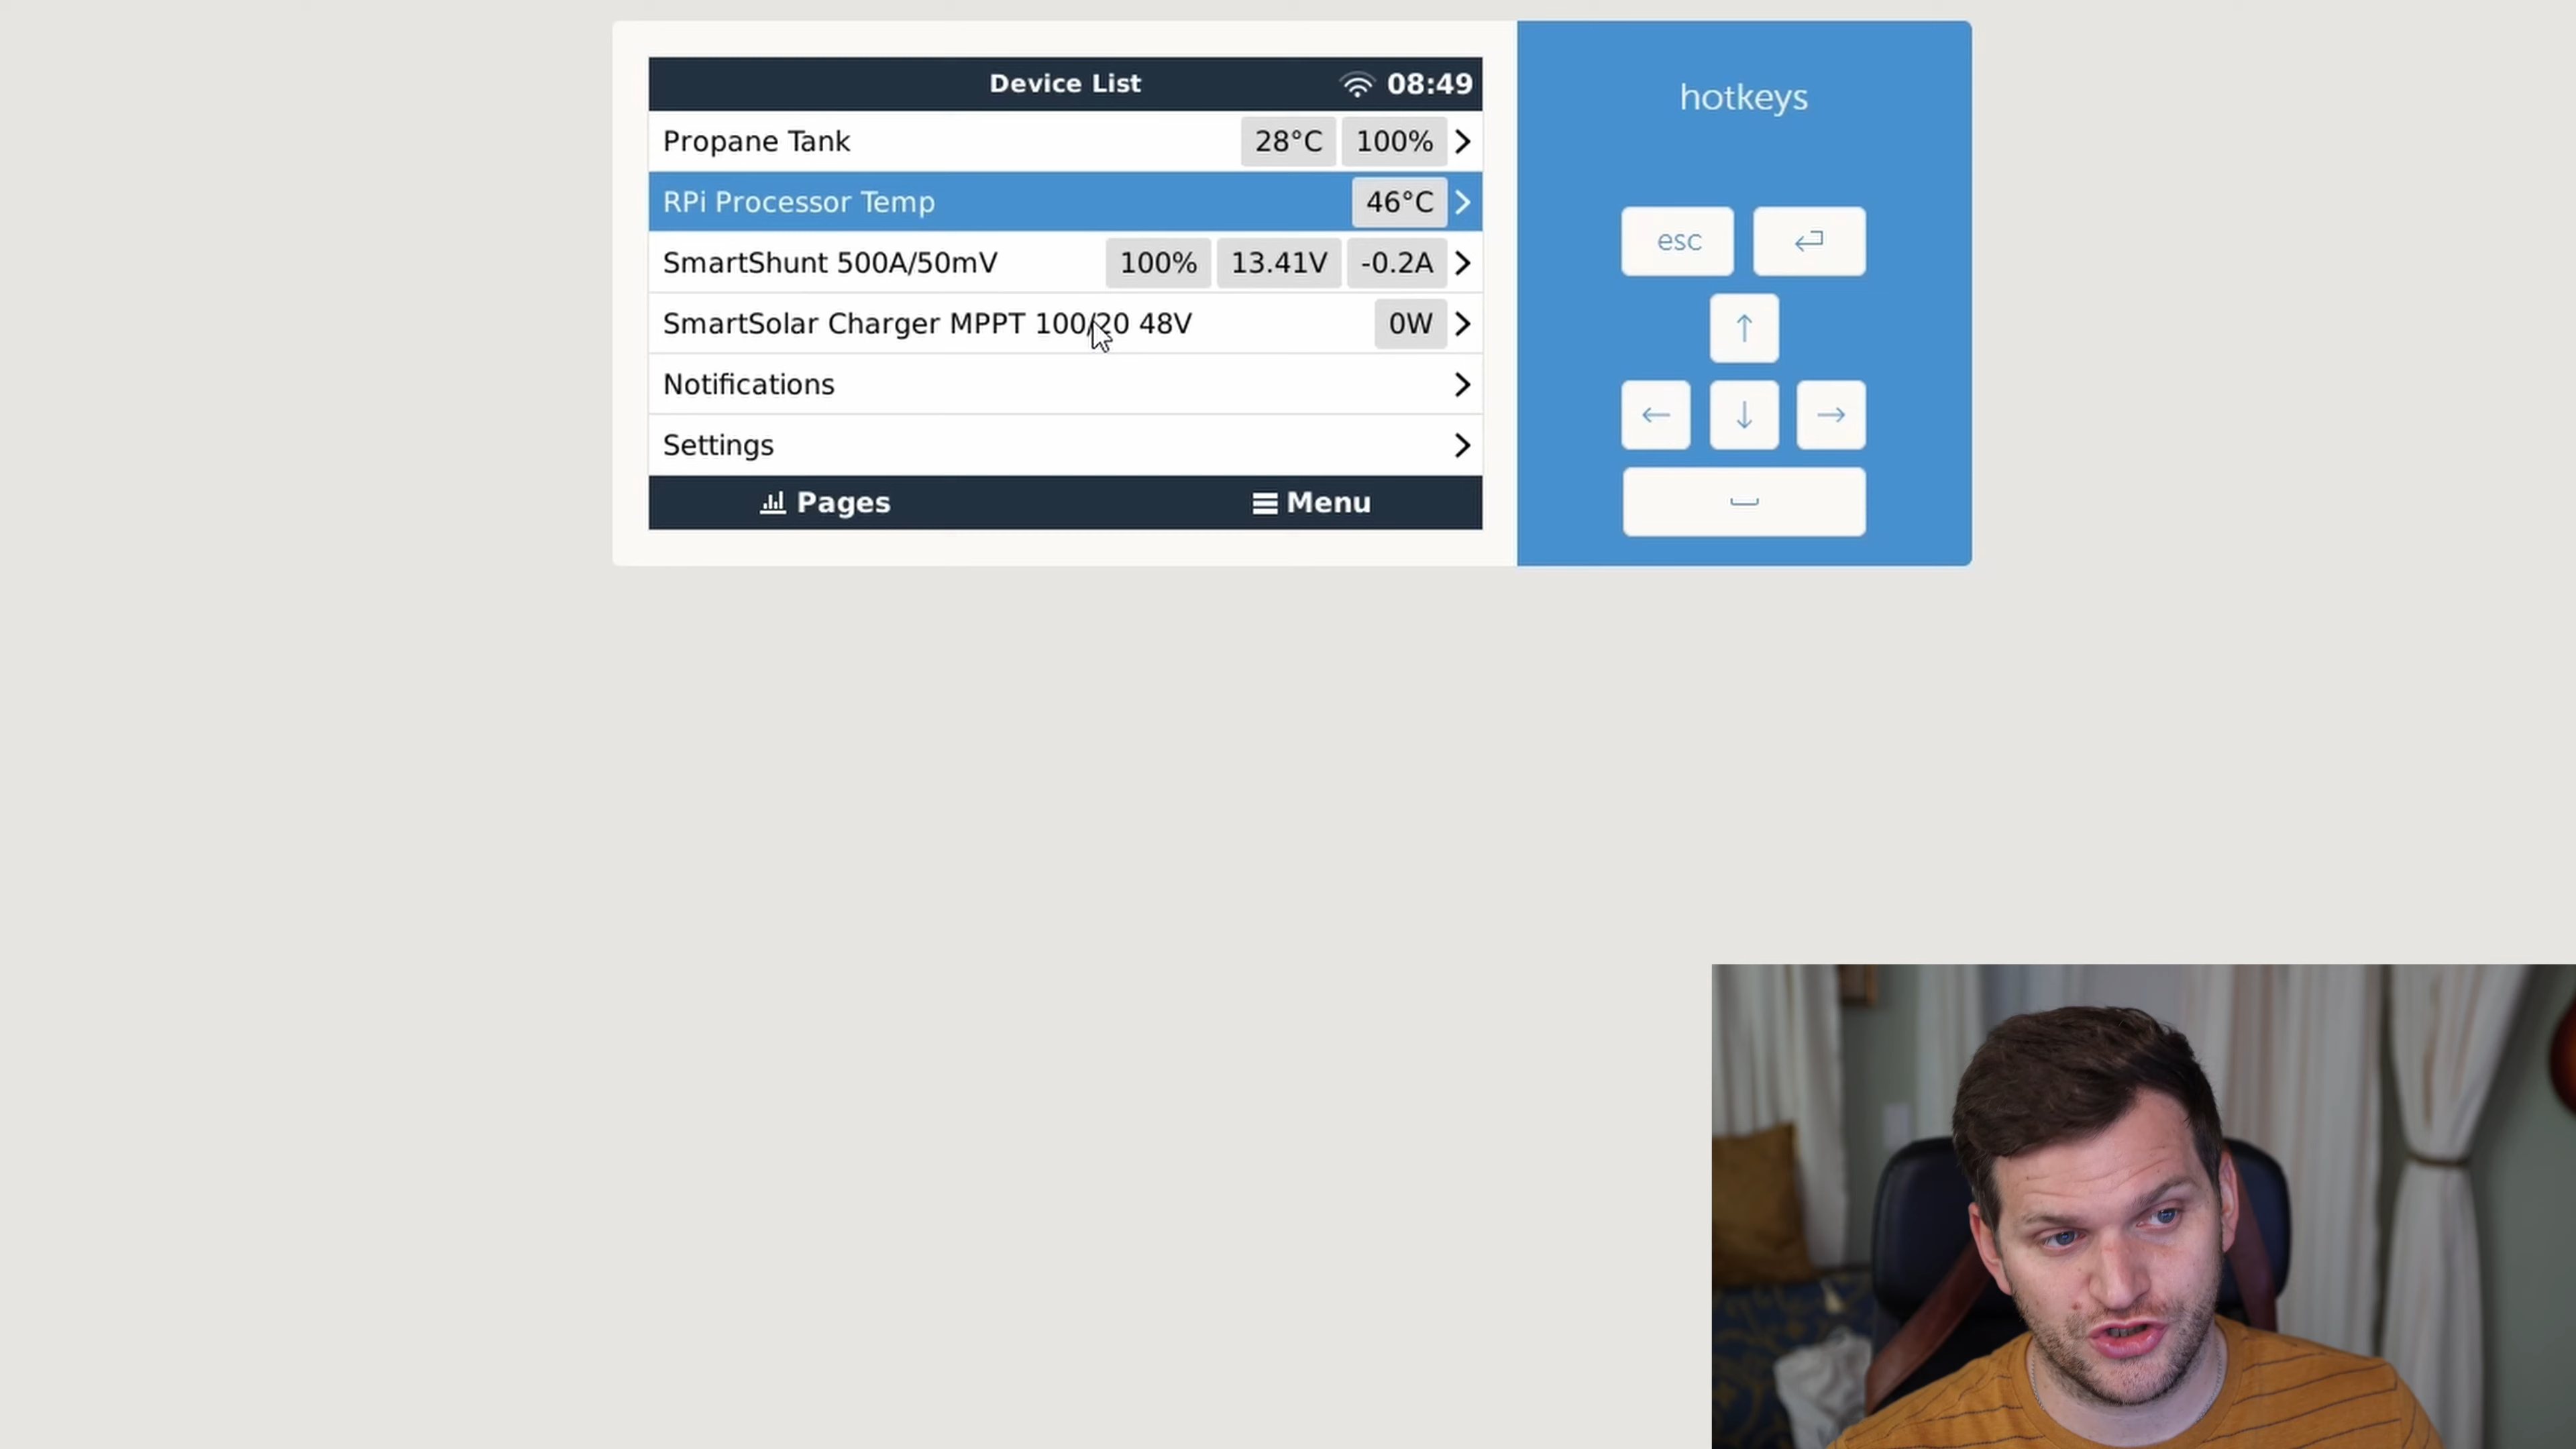 Device List 08:49
Propane Tank 28°C 100%
RPi Processor Temp 46°C
SmartShunt 500A/50mV 100% 13.41V -0.2A
SmartSolar Charger MPPT 100/20 48V 0W
Notifications
Settings
Pages Menu
hotkeys
esc